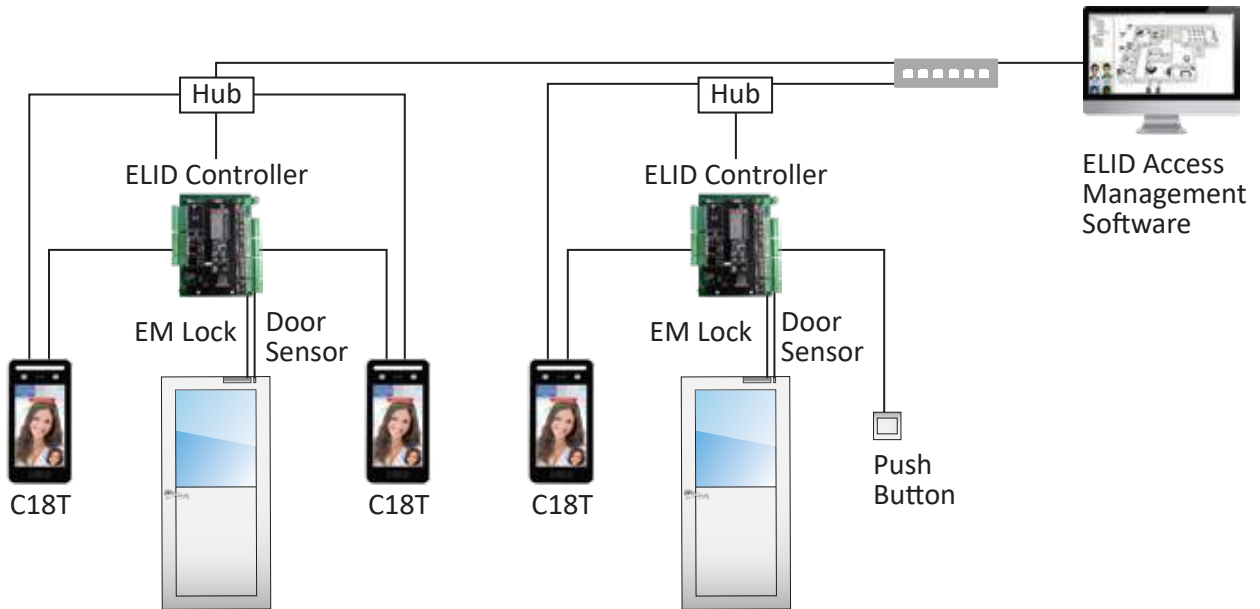 Hub
Hub
ELID Controller
ELID Controller
ELID Access
Management
Software
EM Lock
Door
Sensor
EM Lock
Door
Sensor
C18T
C18T
C18T
Push
Button